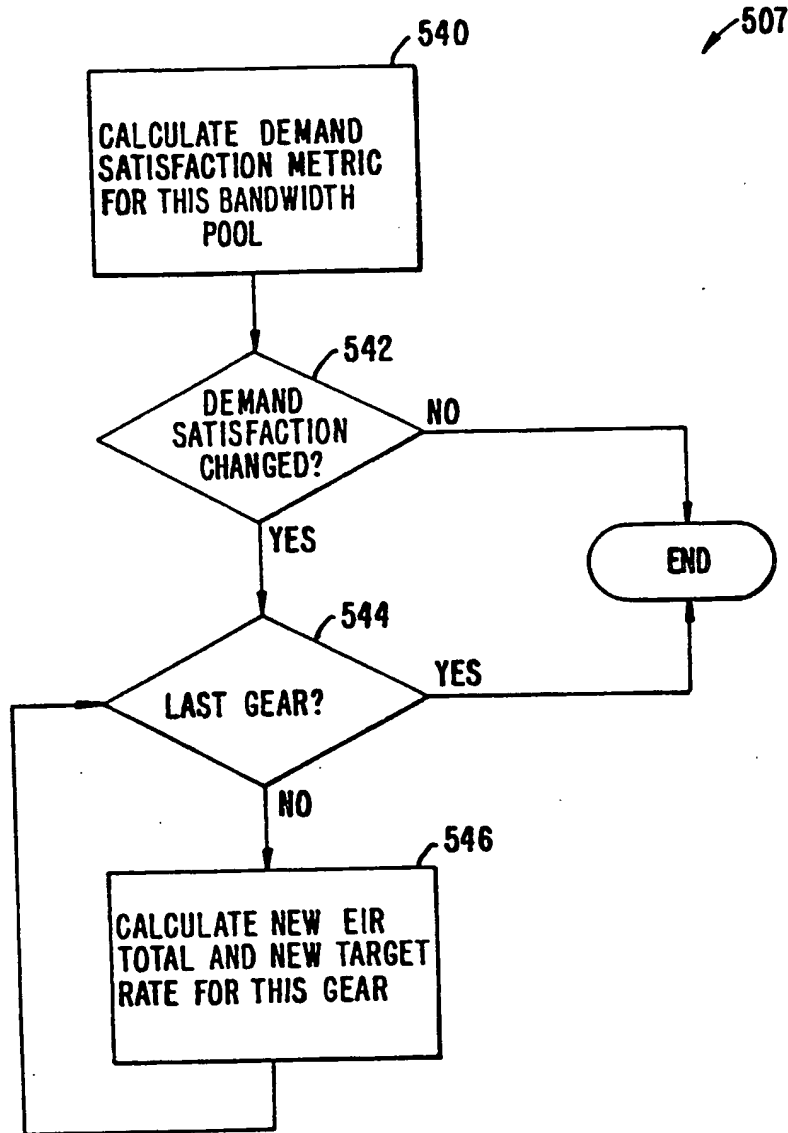 507
540
CALCULATE DEMAND
SATISFACTION METRIC
FOR THIS BANDWIDTH
POOL
542
DEMAND
SATISFACTION
CHANGED?
NO
YES
END
544
LAST GEAR?
YES
NO
546
CALCULATE NEW EIR
TOTAL AND NEW TARGET
RATE FOR THIS GEAR